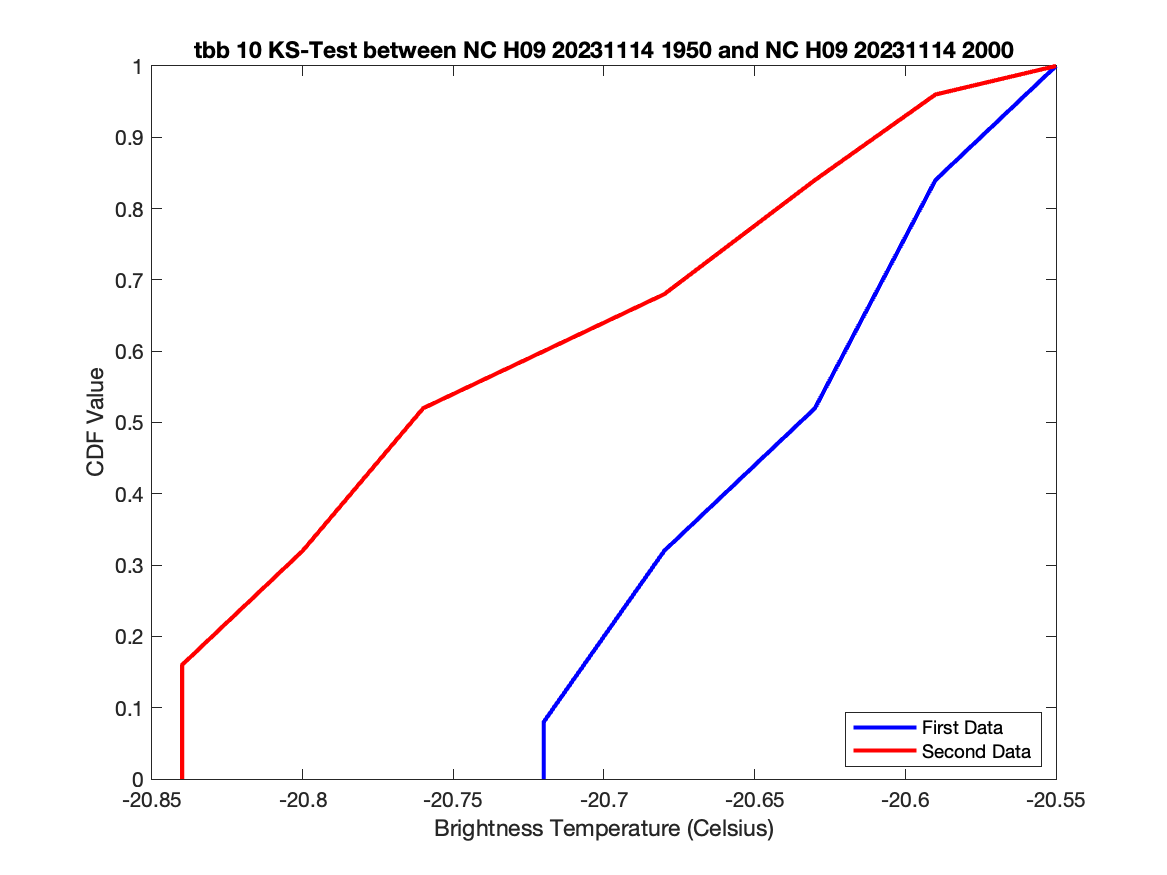 tbb 10 KS-Test between NC H09 20231114 1950 and NC H09 20231114 2000
1
0.9
0.8
0.7
0.6
0.5
0.4
0.3
0.2
0.1
0
CDF Value
First Data
Second Data
-20.85 -20.8 -20.75 -20.7 -20.65 -20.6 -20.55
Brightness Temperature (Celsius)